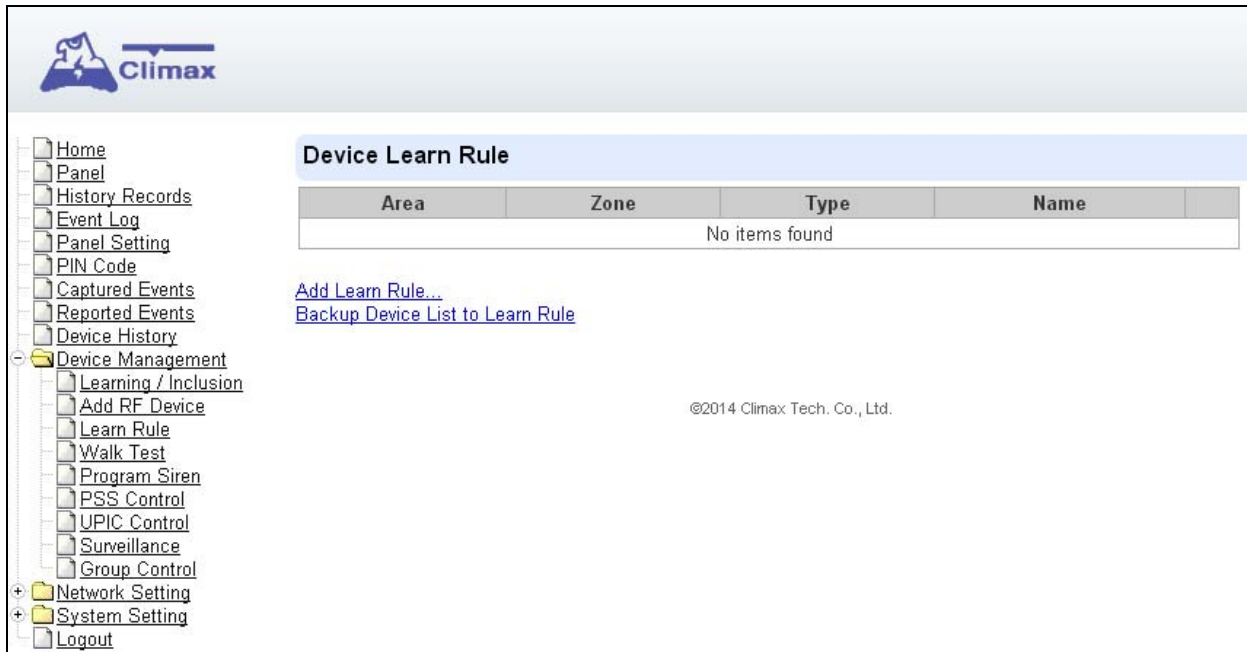 Climax
Home
Panel
History Records
Event Log
Panel Setting
PIN Code
Captured Events
Reported Events
Device History
Device Management
Learning / Inclusion
Add RF Device
Learn Rule
Walk Test
Program Siren
PSS Control
UPIC Control
Surveillance
Group Control
Network Setting
System Setting
Logout
Device Learn Rule
Area Zone Type Name
No items found
Add Learn Rule...
Backup Device List to Learn Rule
©2014 Climax Tech. Co., Ltd.